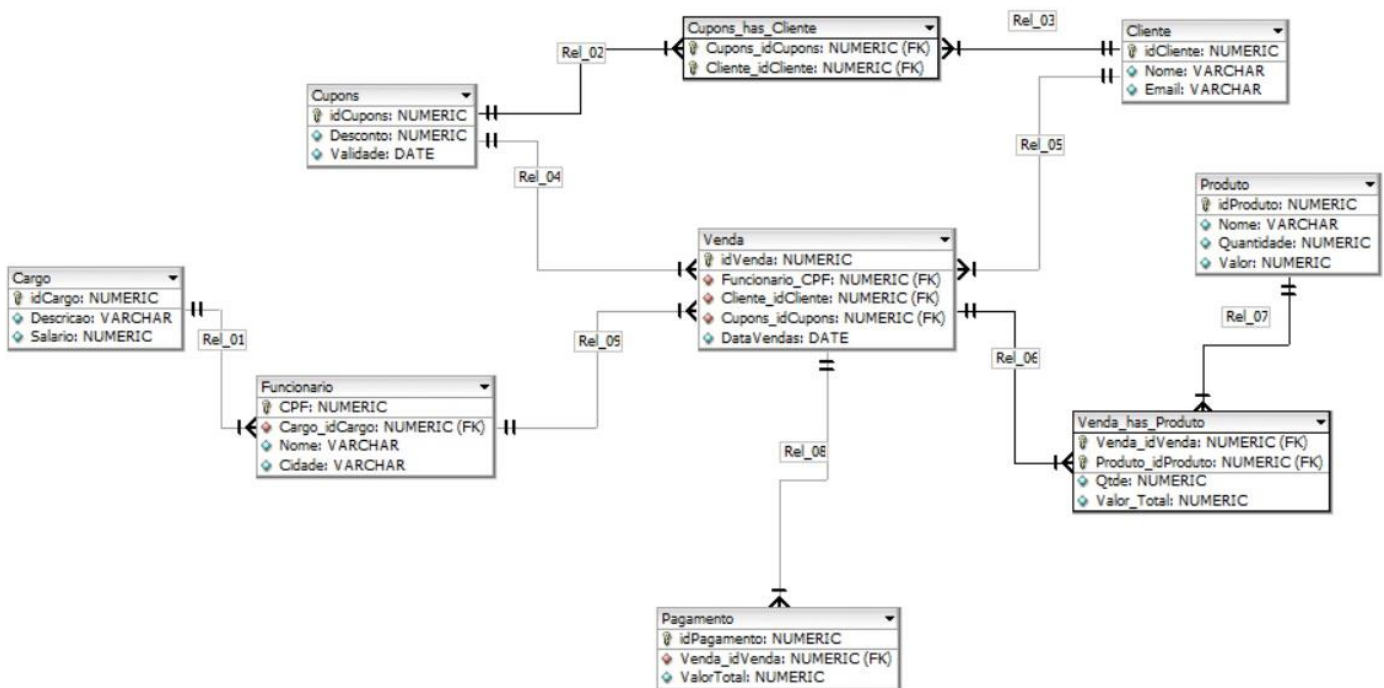 Cupons_has_Cliente
Cupons_idCupons: NUMERIC (FK)
Cliente_idCliente: NUMERIC (FK)
Rel_03
Cliente
idCliente: NUMERIC
Nome: VARCHAR
Email: VARCHAR
Rel_02
Cupons
idCupons: NUMERIC
Desconto: NUMERIC
Validade: DATE
Rel_04
Rel_05
Produto
idProduto: NUMERIC
Nome: VARCHAR
Quantidade: NUMERIC
Valor: NUMERIC
Venda
idVenda: NUMERIC
Funcionario_CPF: NUMERIC (FK)
Cliente_idCliente: NUMERIC (FK)
Cupons_idCupons: NUMERIC (FK)
DataVendas: DATE
Cargo
idCargo: NUMERIC
Descricao: VARCHAR
Salario: NUMERIC
Rel_01
Rel_09
Rel_06
Rel_07
Funcionario
CPF: NUMERIC
Cargo_idCargo: NUMERIC (FK)
Nome: VARCHAR
Cidade: VARCHAR
Rel_08
Venda_has_Produto
Venda_idVenda: NUMERIC (FK)
Produto_idProduto: NUMERIC (FK)
Qtde: NUMERIC
Valor_Total: NUMERIC
Pagamento
idPagamento: NUMERIC
Venda_idVenda: NUMERIC (FK)
ValorTotal: NUMERIC